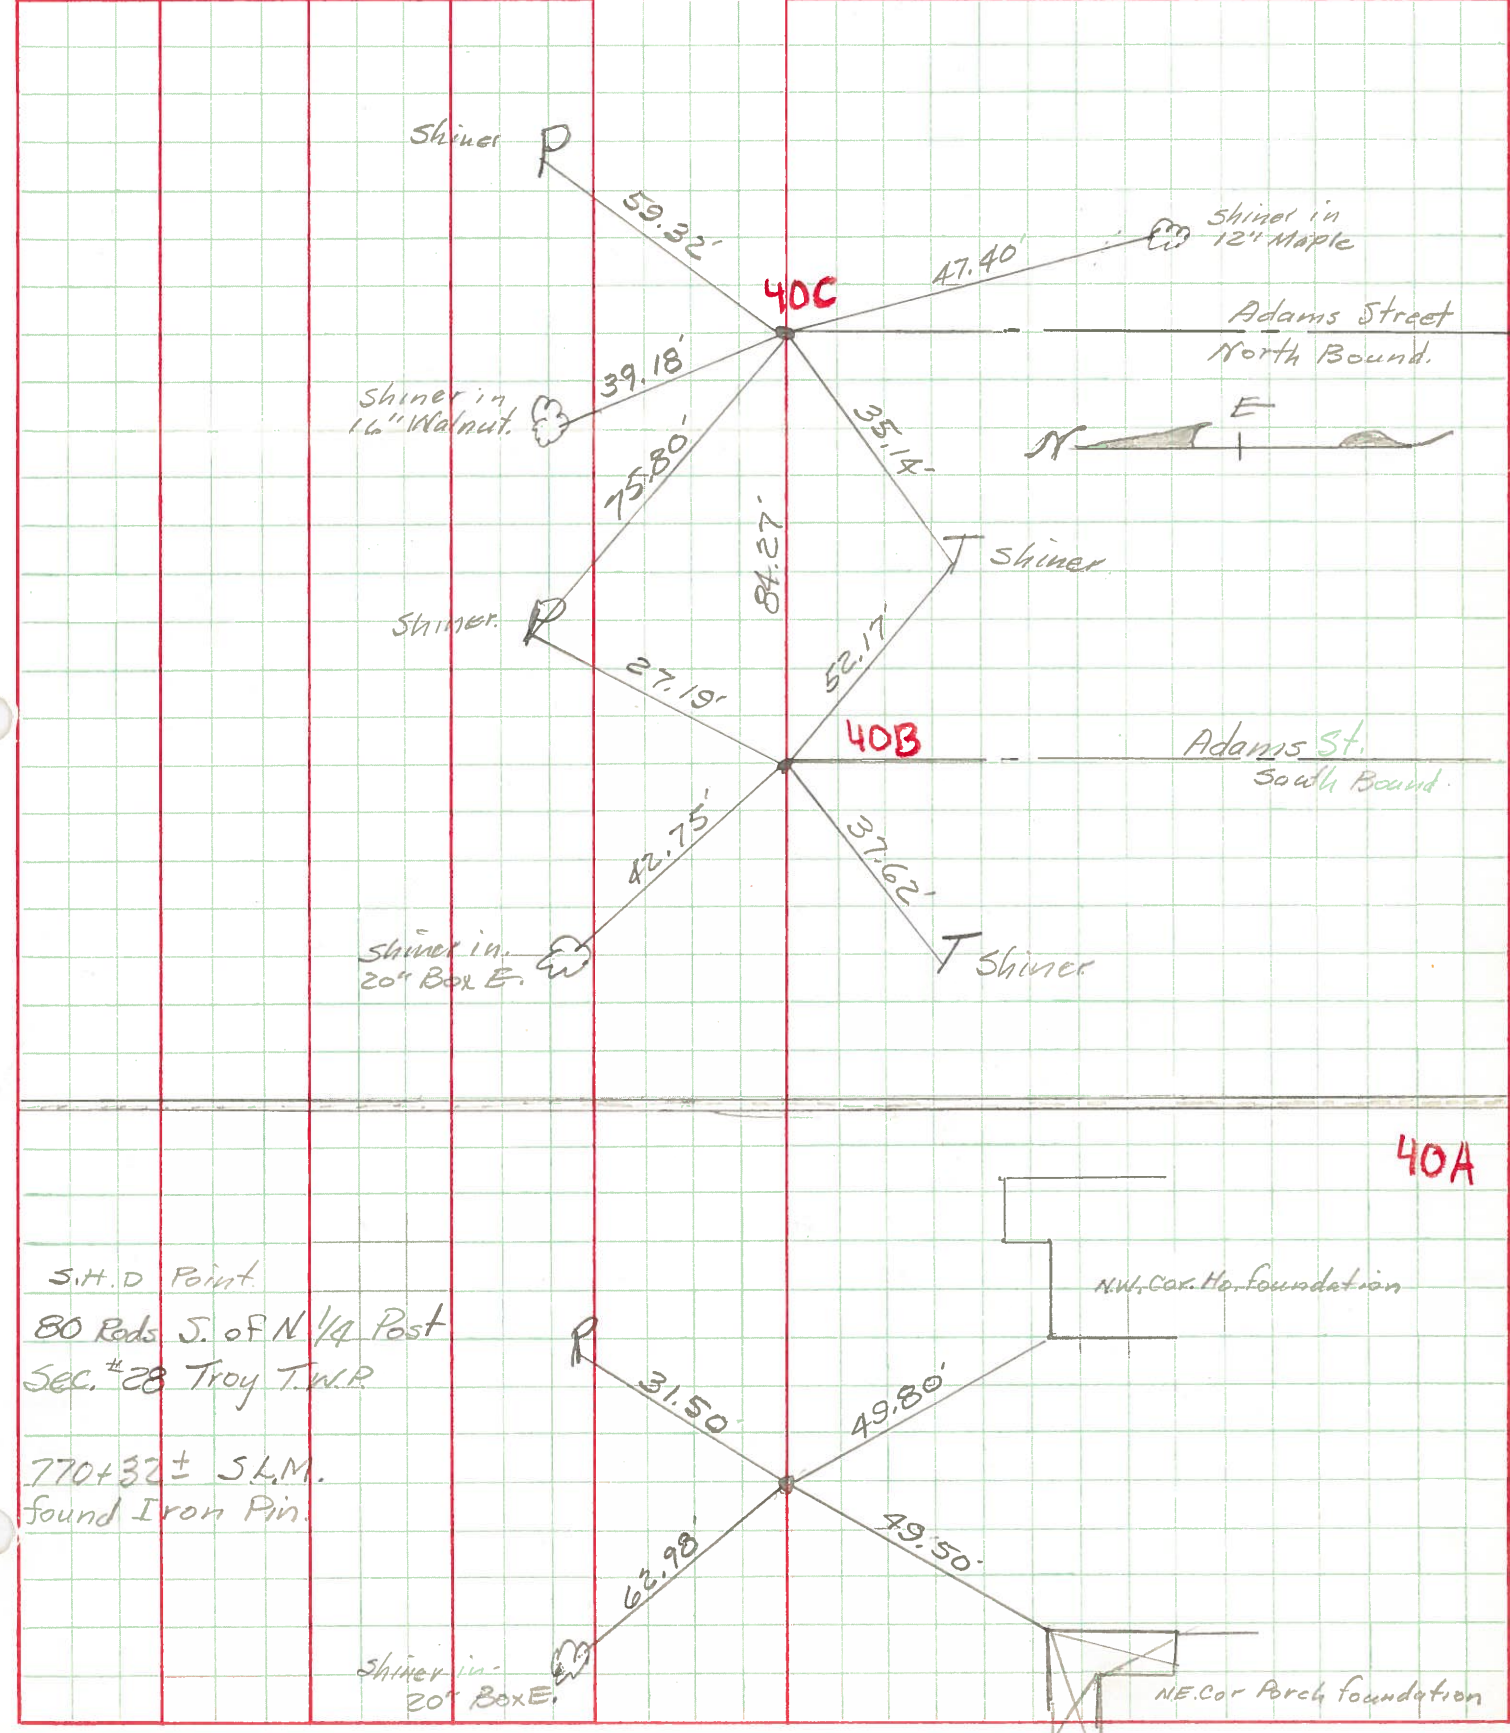 Shiner P
59.32'
Shiner in
12" Maple
47.40'
40C
Adams Street
North Bound.
39.18'
Shiner in
16" Walnut.
75.80'
35.14'
E
N
84.27'
T Shiner
Shiner. P
27.19'
52.17'
40B
Adams St.
South Bound.
42.75'
37.62'
Shiner in.
20" Box E.
T Shiner
40A
S.H.D Point
80 Rods S. of N 1/4 Post
Sec. #28 Troy T.W.P.
770+32± S.L.M.
found Iron Pin.
N.W. Cor. Ho. foundation
P
31.50'
49.80'
62.98'
49.50'
Shiner in
20" Box E.
N.E. Cor Porch foundation